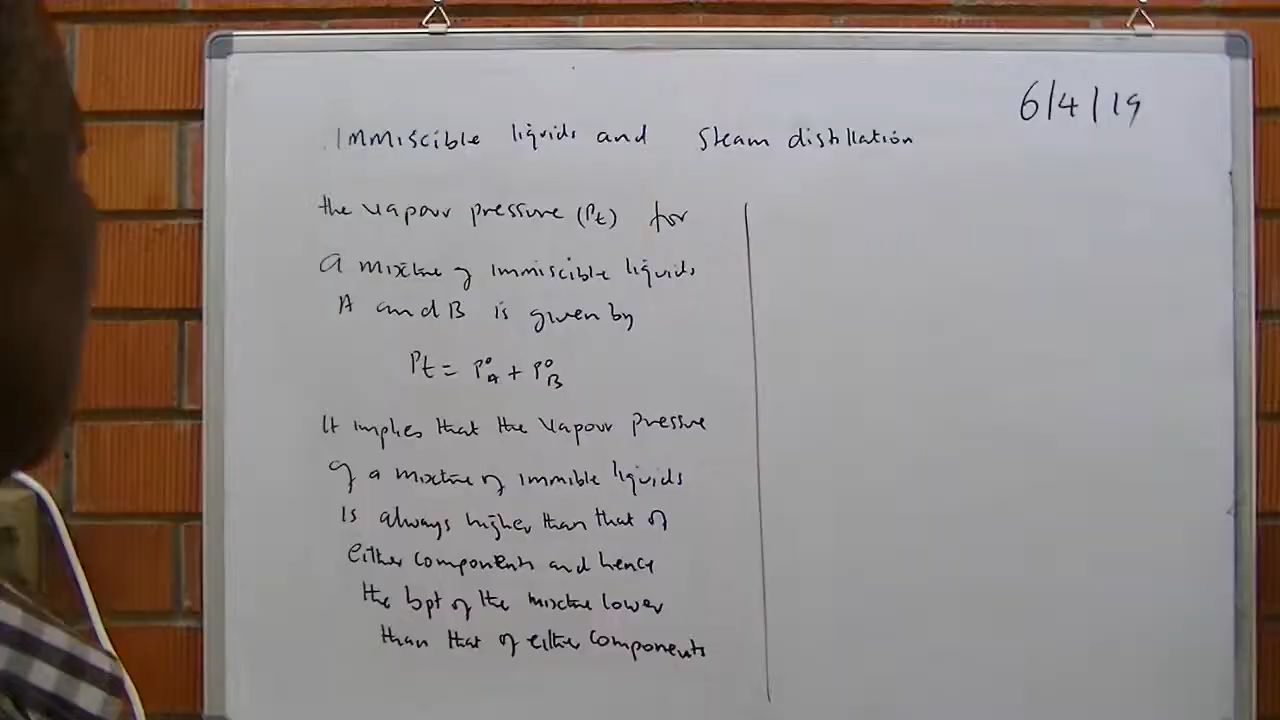 6/4/19
Immiscible liquids and steam distillation
the vapour pressure (Pt) for
a mixture of immiscible liquids
A and B is given by
Pt = P°A + P°B
It implies that the vapour pressure
of a mixture of immible liquids
is always higher than that of
either components and hence
the bpt of the mixture lower
than that of either components